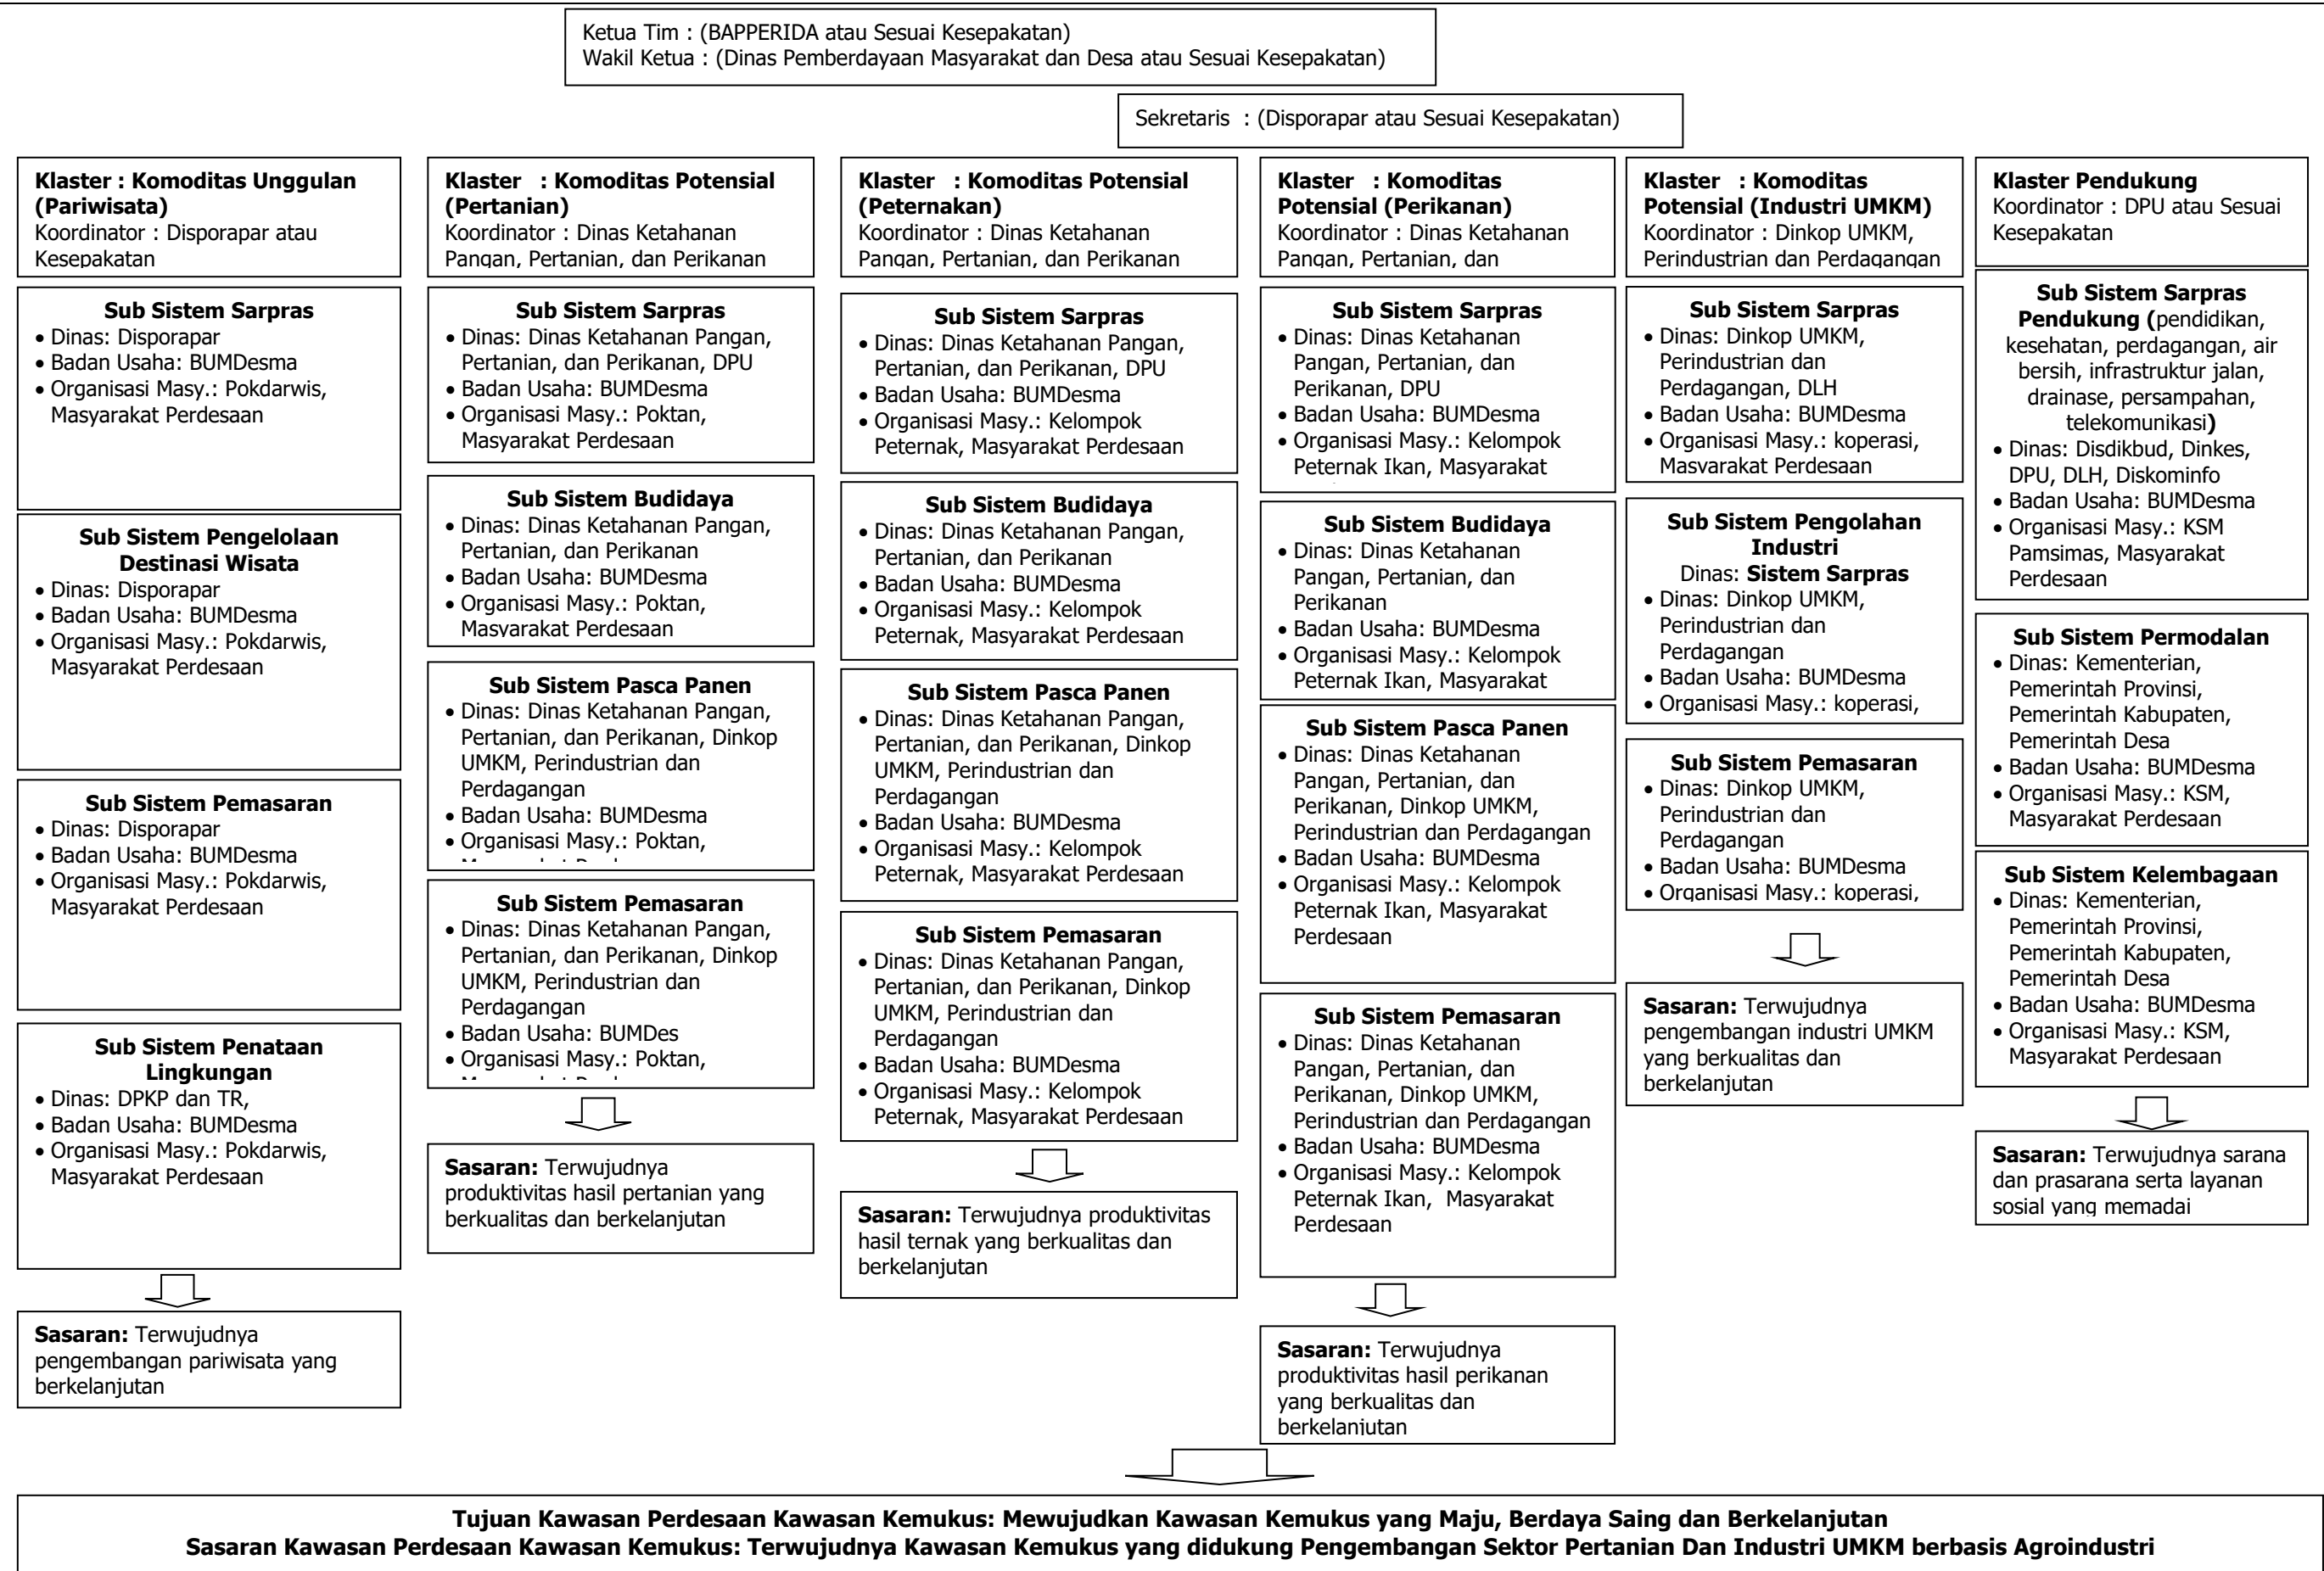 Ketua Tim : (BAPPERIDA atau Sesuai Kesepakatan)
Wakil Ketua : (Dinas Pemberdayaan Masyarakat dan Desa atau Sesuai Kesepakatan)
Sekretaris : (Disporapar atau Sesuai Kesepakatan)
Klaster : Komoditas Unggulan
(Pariwisata)
Koordinator : Disporapar atau
Kesepakatan
Sub Sistem Sarpras
• Dinas: Disporapar
• Badan Usaha: BUMDesma
• Organisasi Masy.: Pokdarwis,
Masyarakat Perdesaan
Sub Sistem Pengelolaan
Destinasi Wisata
• Dinas: Disporapar
• Badan Usaha: BUMDesma
• Organisasi Masy.: Pokdarwis,
Masyarakat Perdesaan
Sub Sistem Pemasaran
• Dinas: Disporapar
• Badan Usaha: BUMDesma
• Organisasi Masy.: Pokdarwis,
Masyarakat Perdesaan
Sub Sistem Penataan
Lingkungan
• Dinas: DPKP dan TR,
• Badan Usaha: BUMDesma
• Organisasi Masy.: Pokdarwis,
Masyarakat Perdesaan
Sasaran: Terwujudnya
pengembangan pariwisata yang
berkelanjutan
Klaster : Komoditas Potensial
(Pertanian)
Koordinator : Dinas Ketahanan
Pangan, Pertanian, dan Perikanan
Sub Sistem Sarpras
• Dinas: Dinas Ketahanan Pangan,
Pertanian, dan Perikanan, DPU
• Badan Usaha: BUMDesma
• Organisasi Masy.: Poktan,
Masyarakat Perdesaan
Sub Sistem Budidaya
• Dinas: Dinas Ketahanan Pangan,
Pertanian, dan Perikanan
• Badan Usaha: BUMDesma
• Organisasi Masy.: Poktan,
Masyarakat Perdesaan
Sub Sistem Pasca Panen
• Dinas: Dinas Ketahanan Pangan,
Pertanian, dan Perikanan, Dinkop
UMKM, Perindustrian dan
Perdagangan
• Badan Usaha: BUMDesma
• Organisasi Masy.: Poktan,
Sub Sistem Pemasaran
• Dinas: Dinas Ketahanan Pangan,
Pertanian, dan Perikanan, Dinkop
UMKM, Perindustrian dan
Perdagangan
• Badan Usaha: BUMDes
• Organisasi Masy.: Poktan,
Sasaran: Terwujudnya
produktivitas hasil pertanian yang
berkualitas dan berkelanjutan
Klaster : Komoditas Potensial
(Peternakan)
Koordinator : Dinas Ketahanan
Pangan, Pertanian, dan Perikanan
Sub Sistem Sarpras
• Dinas: Dinas Ketahanan Pangan,
Pertanian, dan Perikanan, DPU
• Badan Usaha: BUMDesma
• Organisasi Masy.: Kelompok
Peternak, Masyarakat Perdesaan
Sub Sistem Budidaya
• Dinas: Dinas Ketahanan Pangan,
Pertanian, dan Perikanan
• Badan Usaha: BUMDesma
• Organisasi Masy.: Kelompok
Peternak, Masyarakat Perdesaan
Sub Sistem Pasca Panen
• Dinas: Dinas Ketahanan Pangan,
Pertanian, dan Perikanan, Dinkop
UMKM, Perindustrian dan
Perdagangan
• Badan Usaha: BUMDesma
• Organisasi Masy.: Kelompok
Peternak, Masyarakat Perdesaan
Sub Sistem Pemasaran
• Dinas: Dinas Ketahanan Pangan,
Pertanian, dan Perikanan, Dinkop
UMKM, Perindustrian dan
Perdagangan
• Badan Usaha: BUMDesma
• Organisasi Masy.: Kelompok
Peternak, Masyarakat Perdesaan
Sasaran: Terwujudnya produktivitas
hasil ternak yang berkualitas dan
berkelanjutan
Klaster : Komoditas
Potensial (Perikanan)
Koordinator : Dinas Ketahanan
Pangan, Pertanian, dan
Sub Sistem Sarpras
• Dinas: Dinas Ketahanan
Pangan, Pertanian, dan
Perikanan, DPU
• Badan Usaha: BUMDesma
• Organisasi Masy.: Kelompok
Peternak Ikan, Masyarakat
Sub Sistem Budidaya
• Dinas: Dinas Ketahanan
Pangan, Pertanian, dan
Perikanan
• Badan Usaha: BUMDesma
• Organisasi Masy.: Kelompok
Peternak Ikan, Masyarakat
Sub Sistem Pasca Panen
• Dinas: Dinas Ketahanan
Pangan, Pertanian, dan
Perikanan, Dinkop UMKM,
Perindustrian dan Perdagangan
• Badan Usaha: BUMDesma
• Organisasi Masy.: Kelompok
Peternak Ikan, Masyarakat
Perdesaan
Sub Sistem Pemasaran
• Dinas: Dinas Ketahanan
Pangan, Pertanian, dan
Perikanan, Dinkop UMKM,
Perindustrian dan Perdagangan
• Badan Usaha: BUMDesma
• Organisasi Masy.: Kelompok
Peternak Ikan, Masyarakat
Perdesaan
Sasaran: Terwujudnya
produktivitas hasil perikanan
yang berkualitas dan
berkelanjutan
Klaster : Komoditas
Potensial (Industri UMKM)
Koordinator : Dinkop UMKM,
Perindustrian dan Perdagangan
Sub Sistem Sarpras
• Dinas: Dinkop UMKM,
Perindustrian dan
Perdagangan, DLH
• Badan Usaha: BUMDesma
• Organisasi Masy.: koperasi,
Masyarakat Perdesaan
Sub Sistem Pengolahan
Industri
Dinas: Sistem Sarpras
• Dinas: Dinkop UMKM,
Perindustrian dan
Perdagangan
• Badan Usaha: BUMDesma
• Organisasi Masy.: koperasi,
Sub Sistem Pemasaran
• Dinas: Dinkop UMKM,
Perindustrian dan
Perdagangan
• Badan Usaha: BUMDesma
• Organisasi Masy.: koperasi,
Sasaran: Terwujudnya
pengembangan industri UMKM
yang berkualitas dan
berkelanjutan
Klaster Pendukung
Koordinator : DPU atau Sesuai
Kesepakatan
Sub Sistem Sarpras
Pendukung (pendidikan,
kesehatan, perdagangan, air
bersih, infrastruktur jalan,
drainase, persampahan,
telekomunikasi)
• Dinas: Disdikbud, Dinkes,
DPU, DLH, Diskominfo
• Badan Usaha: BUMDesma
• Organisasi Masy.: KSM
Pamsimas, Masyarakat
Perdesaan
Sub Sistem Permodalan
• Dinas: Kementerian,
Pemerintah Provinsi,
Pemerintah Kabupaten,
Pemerintah Desa
• Badan Usaha: BUMDesma
• Organisasi Masy.: KSM,
Masyarakat Perdesaan
Sub Sistem Kelembagaan
• Dinas: Kementerian,
Pemerintah Provinsi,
Pemerintah Kabupaten,
Pemerintah Desa
• Badan Usaha: BUMDesma
• Organisasi Masy.: KSM,
Masyarakat Perdesaan
Sasaran: Terwujudnya sarana
dan prasarana serta layanan
sosial yang memadai
Tujuan Kawasan Perdesaan Kawasan Kemukus: Mewujudkan Kawasan Kemukus yang Maju, Berdaya Saing dan Berkelanjutan
Sasaran Kawasan Perdesaan Kawasan Kemukus: Terwujudnya Kawasan Kemukus yang didukung Pengembangan Sektor Pertanian Dan Industri UMKM berbasis Agroindustri